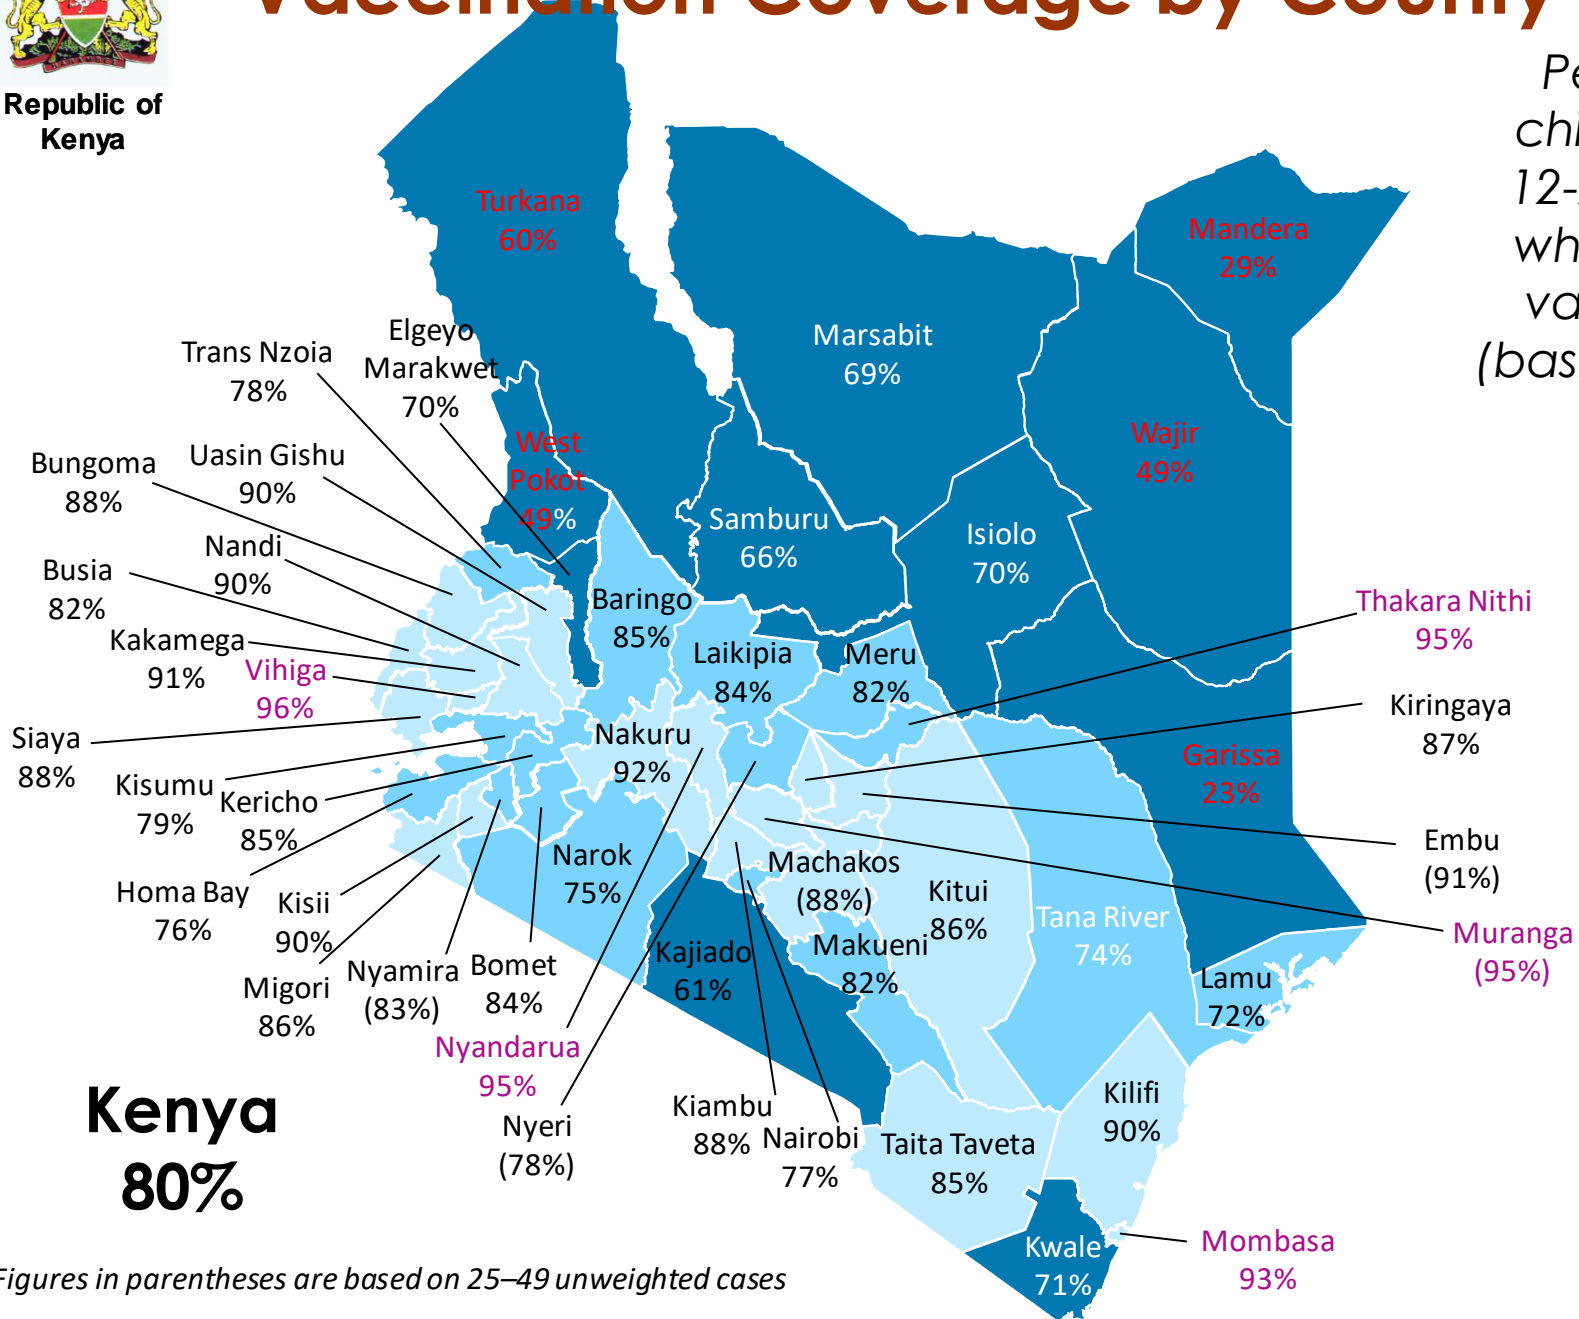 Vaccination Coverage by County
Republic of
Kenya
12-
(bas
Turkana
60%
Mandera
29%
Marsabit
69%
Elgeyo
Marakwet
70%
Trans Nzoia
78%
West
Pokot
49%
Wajir
49%
Uasin Gishu
90%
Bungoma
88%
Samburu
66%
Isiolo
70%
Nandi
90%
Busia
82%
Baringo
85%
Thakara Nithi
95%
Kakamega
91%
Vihiga
96%
Laikipia
84%
Meru
82%
Kiringaya
87%
Siaya
88%
Nakuru
92%
Garissa
23%
Kisumu
79%
Kericho
85%
Embu
(91%)
Narok
75%
Machakos
(88%)
Kitui
86%
Homa Bay
76%
Kisii
90%
Tana River
74%
Muranga
(95%)
Makueni
82%
Kajiado
61%
Nyamira
(83%)
Bomet
84%
Lamu
72%
Migori
86%
Nyandarua
95%
Kilifi
90%
Kenya
80%
Nyeri
(78%)
Kiambu
88%
Nairobi
77%
Taita Taveta
85%
Kwale
71%
Mombasa
93%
Figures in parentheses are based on 25–49 unweighted cases